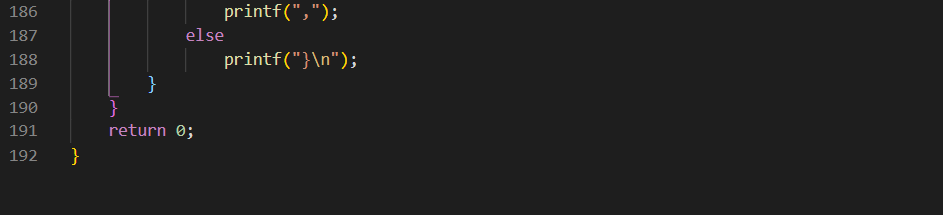 186                 printf(",");
187             else
188                 printf("}\n");
189         }
190     }
191     return 0;
192 }